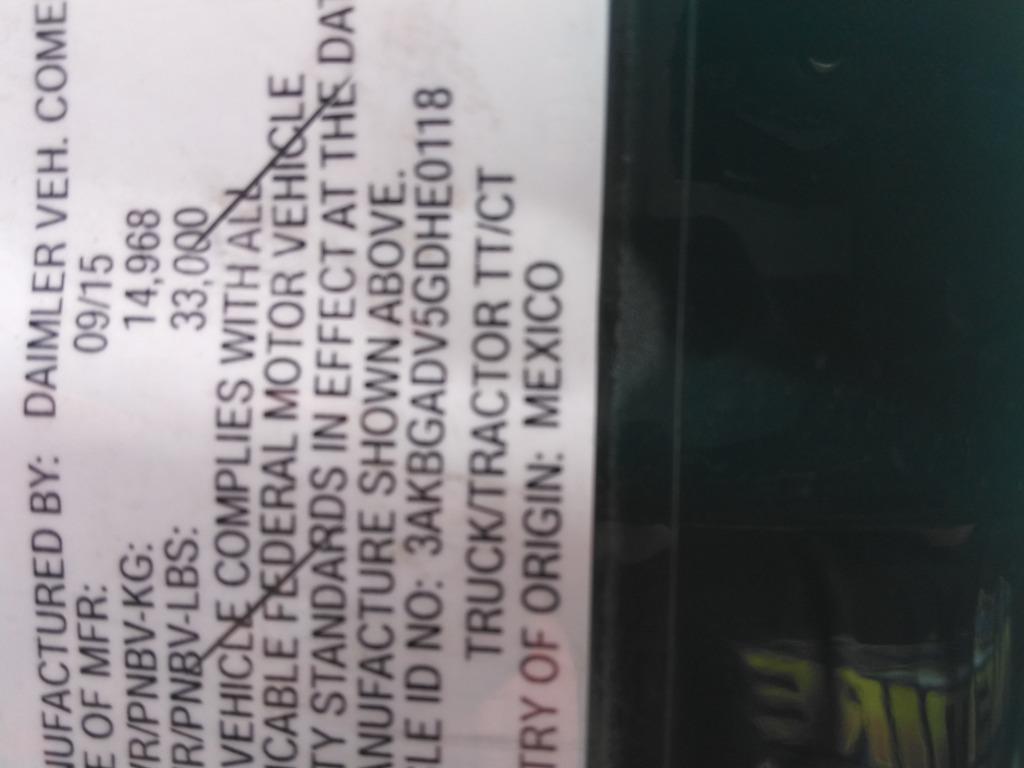 NUFACTURED BY: DAIMLER VEH. COME
E OF MFR: 09/15
VR/PNBV-KG: 14,968
R/PNBV-LBS: 33,000
VEHICLE COMPLIES WITH ALL
ICABLE FEDERAL MOTOR VEHICLE
TY STANDARDS IN EFFECT AT THE DAT
ANUFACTURE SHOWN ABOVE.
LE ID NO: 3AKBGADV5GDHE0118
TRUCK/TRACTOR TT/CT
TRY OF ORIGIN: MEXICO